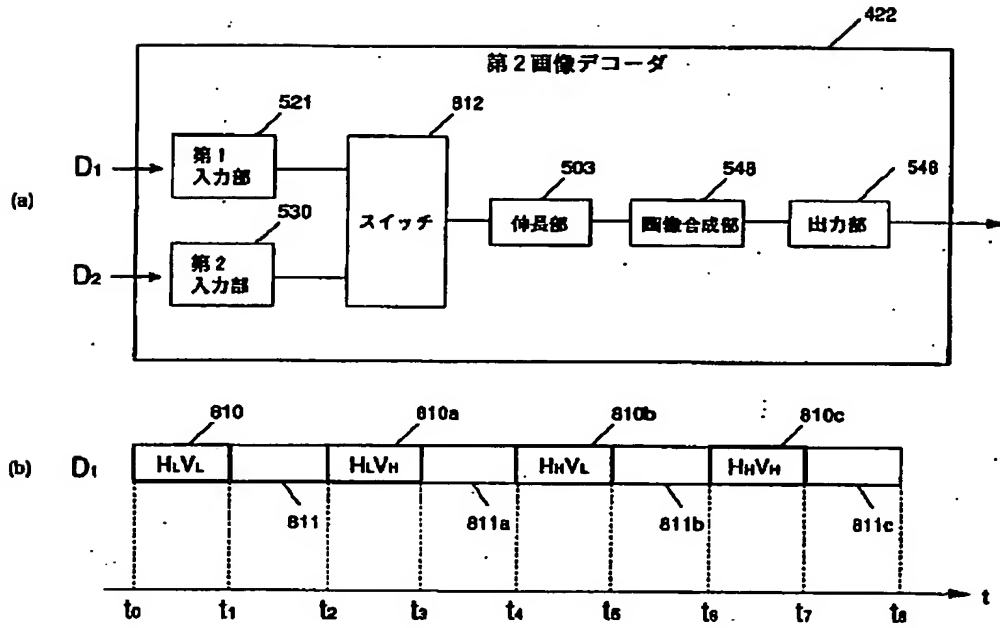 422
第2画像デコーダ
521
812
D1
第1
入力部
503
548
546
(a)
スイッチ
伸長部
画像合成部
出力部
530
D2
第2
入力部
810
810a
810b
810c
(b)
D1
HLVL
HLVH
HHVL
HHVH
811
811a
811b
811c
t0 t1 t2 t3 t4 t5 t6 t7 t8 t